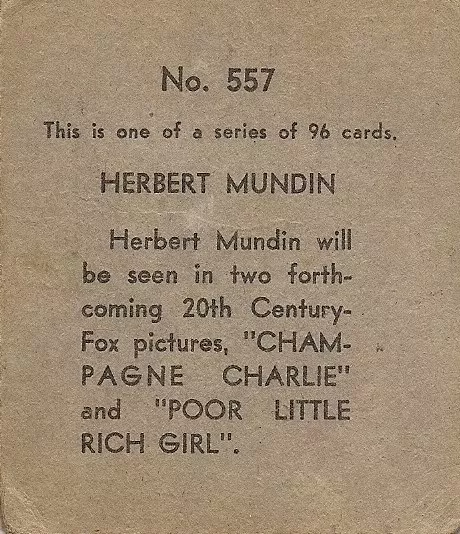 No. 557
This is one of a series of 96 cards.
HERBERT MUNDIN
Herbert Mundin will
be seen in two forth-
coming 20th Century-
Fox pictures, "CHAM-
PAGNE CHARLIE"
and "POOR LITTLE
RICH GIRL".